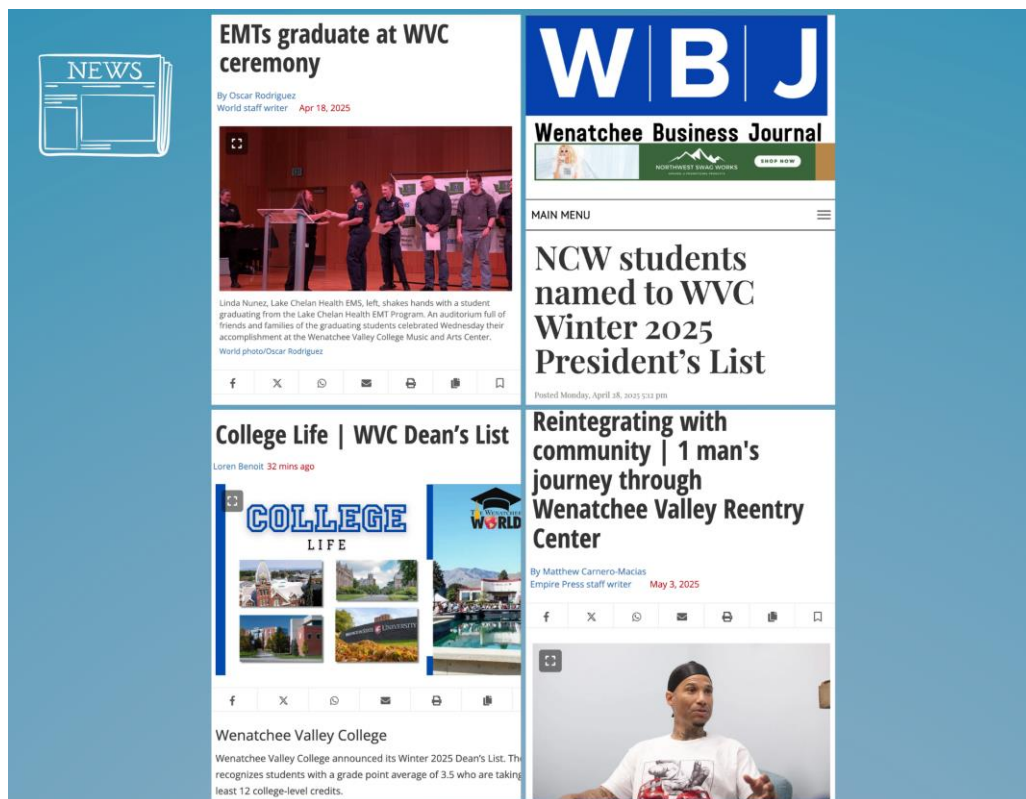 NEWS
EMTs graduate at WVC
ceremony
By Oscar Rodriguez
World staff writer Apr 18, 2025
Linda Nunez, Lake Chelan Health EMS, left, shakes hands with a student
graduating from the Lake Chelan Health EMT Program. An auditorium full of
friends and families of the graduating students celebrated Wednesday their
accomplishment at the Wenatchee Valley College Music and Arts Center.
World photo/Oscar Rodriguez
W|B|J
Wenatchee Business Journal
NORTHWEST SWAG WORKS
SHOP NOW
MAIN MENU
NCW students
named to WVC
Winter 2025
President's List
Posted Monday, April 28, 2025 5:12 pm
College Life | WVC Dean's List
Loren Benoit 32 mins ago
COLLEGE
LIFE
THE WENATCHEE
WORLD
UNIVERSITY
Wenatchee Valley College
Wenatchee Valley College announced its Winter 2025 Dean's List. The
recognizes students with a grade point average of 3.5 who are taking
least 12 college-level credits.
Reintegrating with
community | 1 man's
journey through
Wenatchee Valley Reentry
Center
By Matthew Carnero-Macias
Empire Press staff writer May 3, 2025